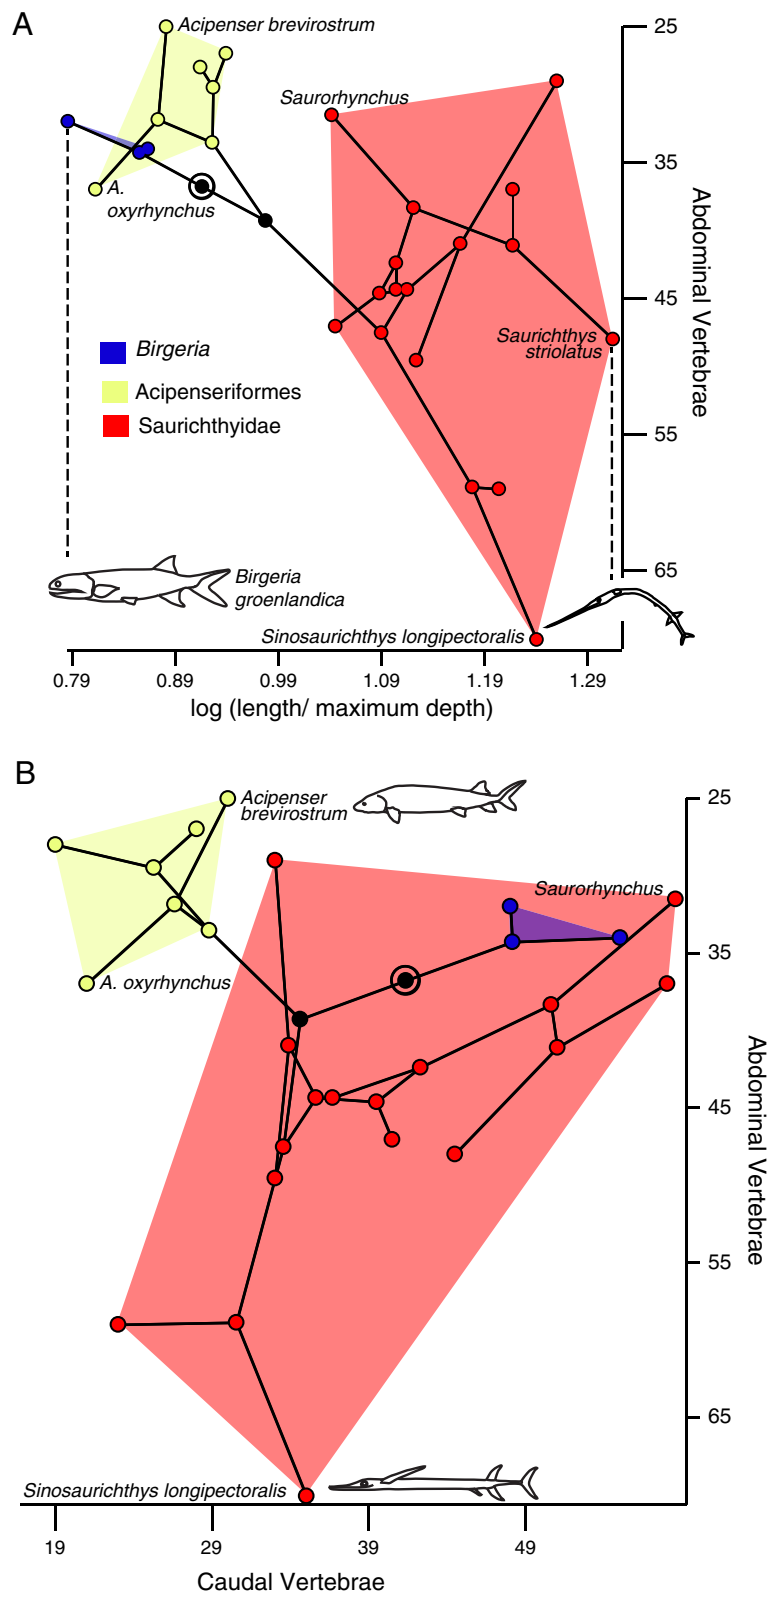 A
Acipenser brevirostrum
25
Saurorhynchus
35
A.
oxyrhynchus
Abdominal Vertebrae
45
Saurichthys
striolatus
Birgeria
Acipenseriformes
Saurichthyidae
55
65
Birgeria
groenlandica
Sinosaurichthys longipectoralis
0.79 0.89 0.99 1.09 1.19 1.29
log (length/ maximum depth)
B
Acipenser
brevirostrum
25
Saurorhynchus
35
A. oxyrhynchus
Abdominal Vertebrae
45
55
65
Sinosaurichthys longipectoralis
19 29 39 49
Caudal Vertebrae